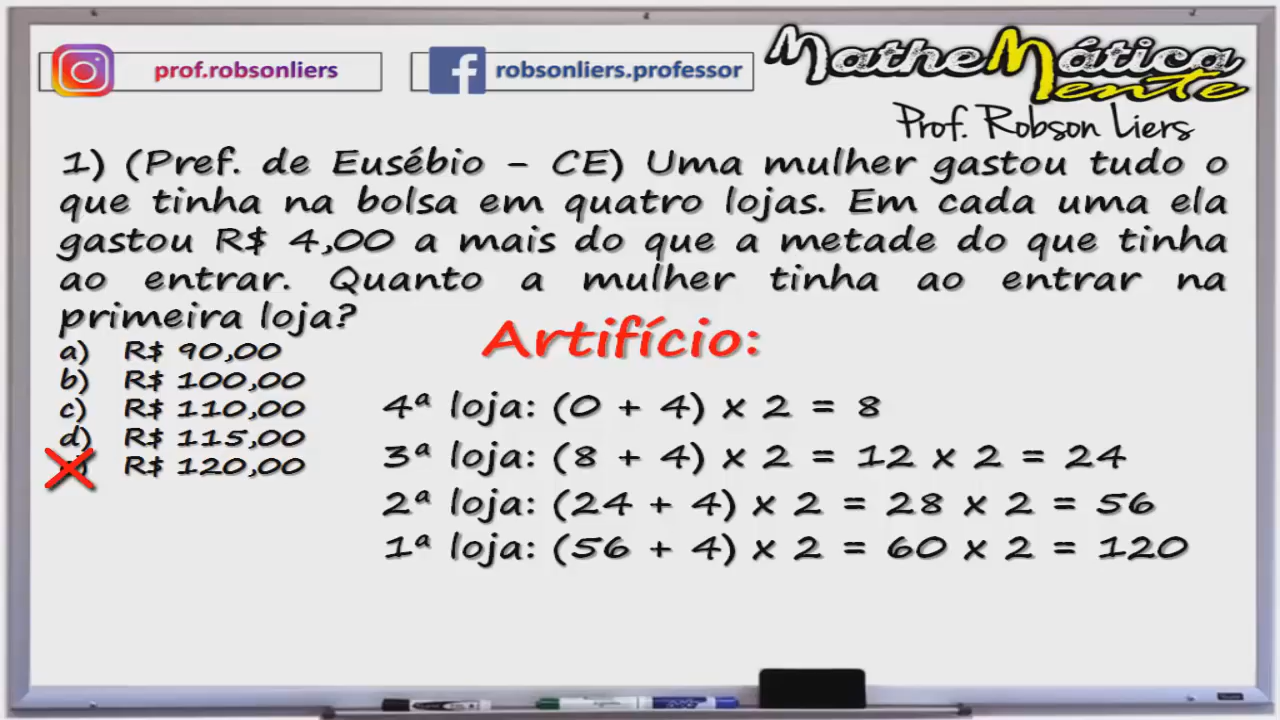 prof.robsonliers
robsonliers.professor
MatheMática
Mente
Prof. Robson Liers
1) (Pref. de Eusébio - CE) Uma mulher gastou tudo o
que tinha na bolsa em quatro lojas. Em cada uma ela
gastou R$ 4,00 a mais do que a metade do que tinha
ao entrar. Quanto a mulher tinha ao entrar na
primeira loja?
a) R$ 90,00
b) R$ 100,00
c) R$ 110,00
d) R$ 115,00
R$ 120,00
Artifício:
4ª loja: (0 + 4) x 2 = 8
3ª loja: (8 + 4) x 2 = 12 x 2 = 24
2ª loja: (24 + 4) x 2 = 28 x 2 = 56
1ª loja: (56 + 4) x 2 = 60 x 2 = 120